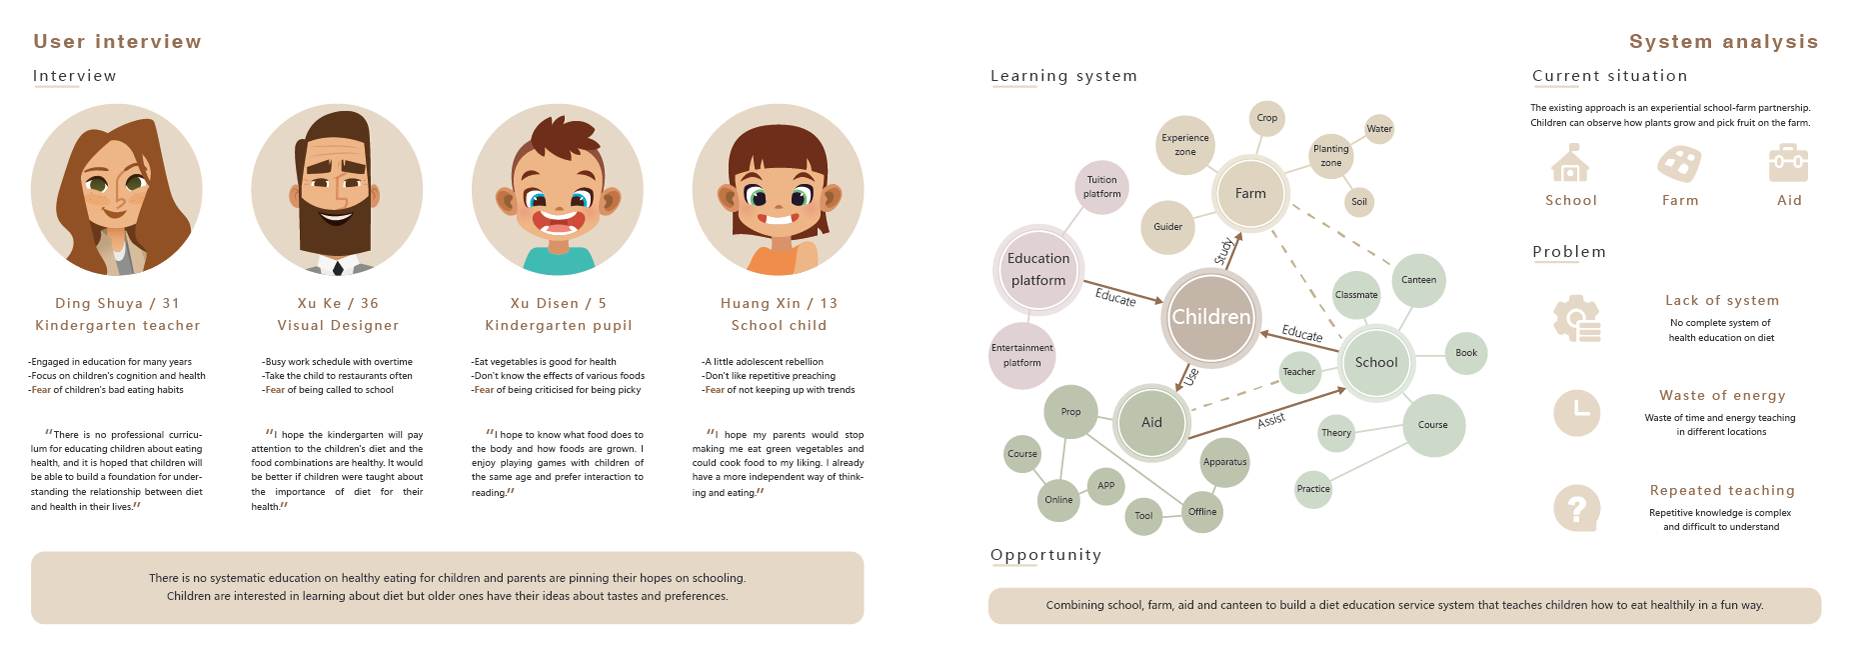 User interview
Interview
Ding Shuya / 31
Kindergarten teacher
-Engaged in education for many years
-Focus on children's cognition and health
-Fear of children's bad eating habits
"There is no professional curricu-
lum for educating children about eating
health, and it is hoped that children will
be able to build a foundation for under-
standing the relationship between diet
and health in their lives."
Xu Ke / 36
Visual Designer
-Busy work schedule with overtime
-Take the child to restaurants often
-Fear of being called to school
"I hope the kindergarten will pay
attention to the children's diet and the
food combinations are healthy. It would
be better if children were taught about
the importance of diet for their
health."
Xu Disen / 5
Kindergarten pupil
-Eat vegetables is good for health
-Don't know the effects of various foods
-Fear of being criticised for being picky
"I hope to know what food does to
the body and how foods are grown. I
enjoy playing games with children of
the same age and prefer interaction to
reading."
Huang Xin / 13
School child
-A little adolescent rebellion
-Don't like repetitive preaching
-Fear of not keeping up with trends
"I hope my parents would stop
making me eat green vegetables and
could cook food to my liking. I already
have a more independent way of think-
ing and eating."
There is no systematic education on healthy eating for children and parents are pinning their hopes on schooling.
Children are interested in learning about diet but older ones have their ideas about tastes and preferences.
System analysis
Learning system
Crop
Experience
zone
Water
Planting
zone
Tuition
platform
Farm
Soil
Guider
Study
Education
platform
Educate
Children
Classmate
Canteen
Educate
Entertainment
platform
School
Book
Teacher
Use
Prop
Aid
Assist
Theory
Course
Course
Apparatus
APP
Online
Practice
Tool
Offline
Current situation
The existing approach is an experiential school-farm partnership.
Children can observe how plants grow and pick fruit on the farm.
School
Farm
Aid
Problem
Lack of system
No complete system of
health education on diet
Waste of energy
Waste of time and energy teaching
in different locations
Repeated teaching
Repetitive knowledge is complex
and difficult to understand
Opportunity
Combining school, farm, aid and canteen to build a diet education service system that teaches children how to eat healthily in a fun way.